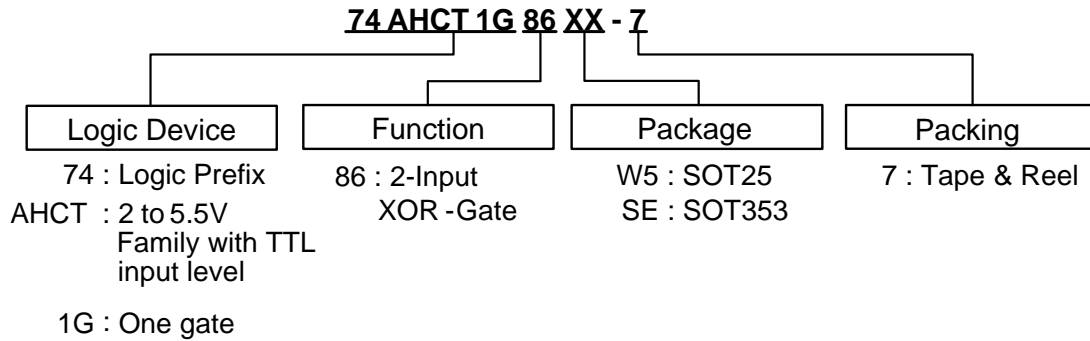 74 AHCT 1G 86 XX - 7
Logic Device
74 : Logic Prefix
AHCT : 2 to 5.5V
Family with TTL
input level
1G : One gate
Function
86 : 2-Input
XOR -Gate
Package
W5 : SOT25
SE : SOT353
Packing
7 : Tape & Reel